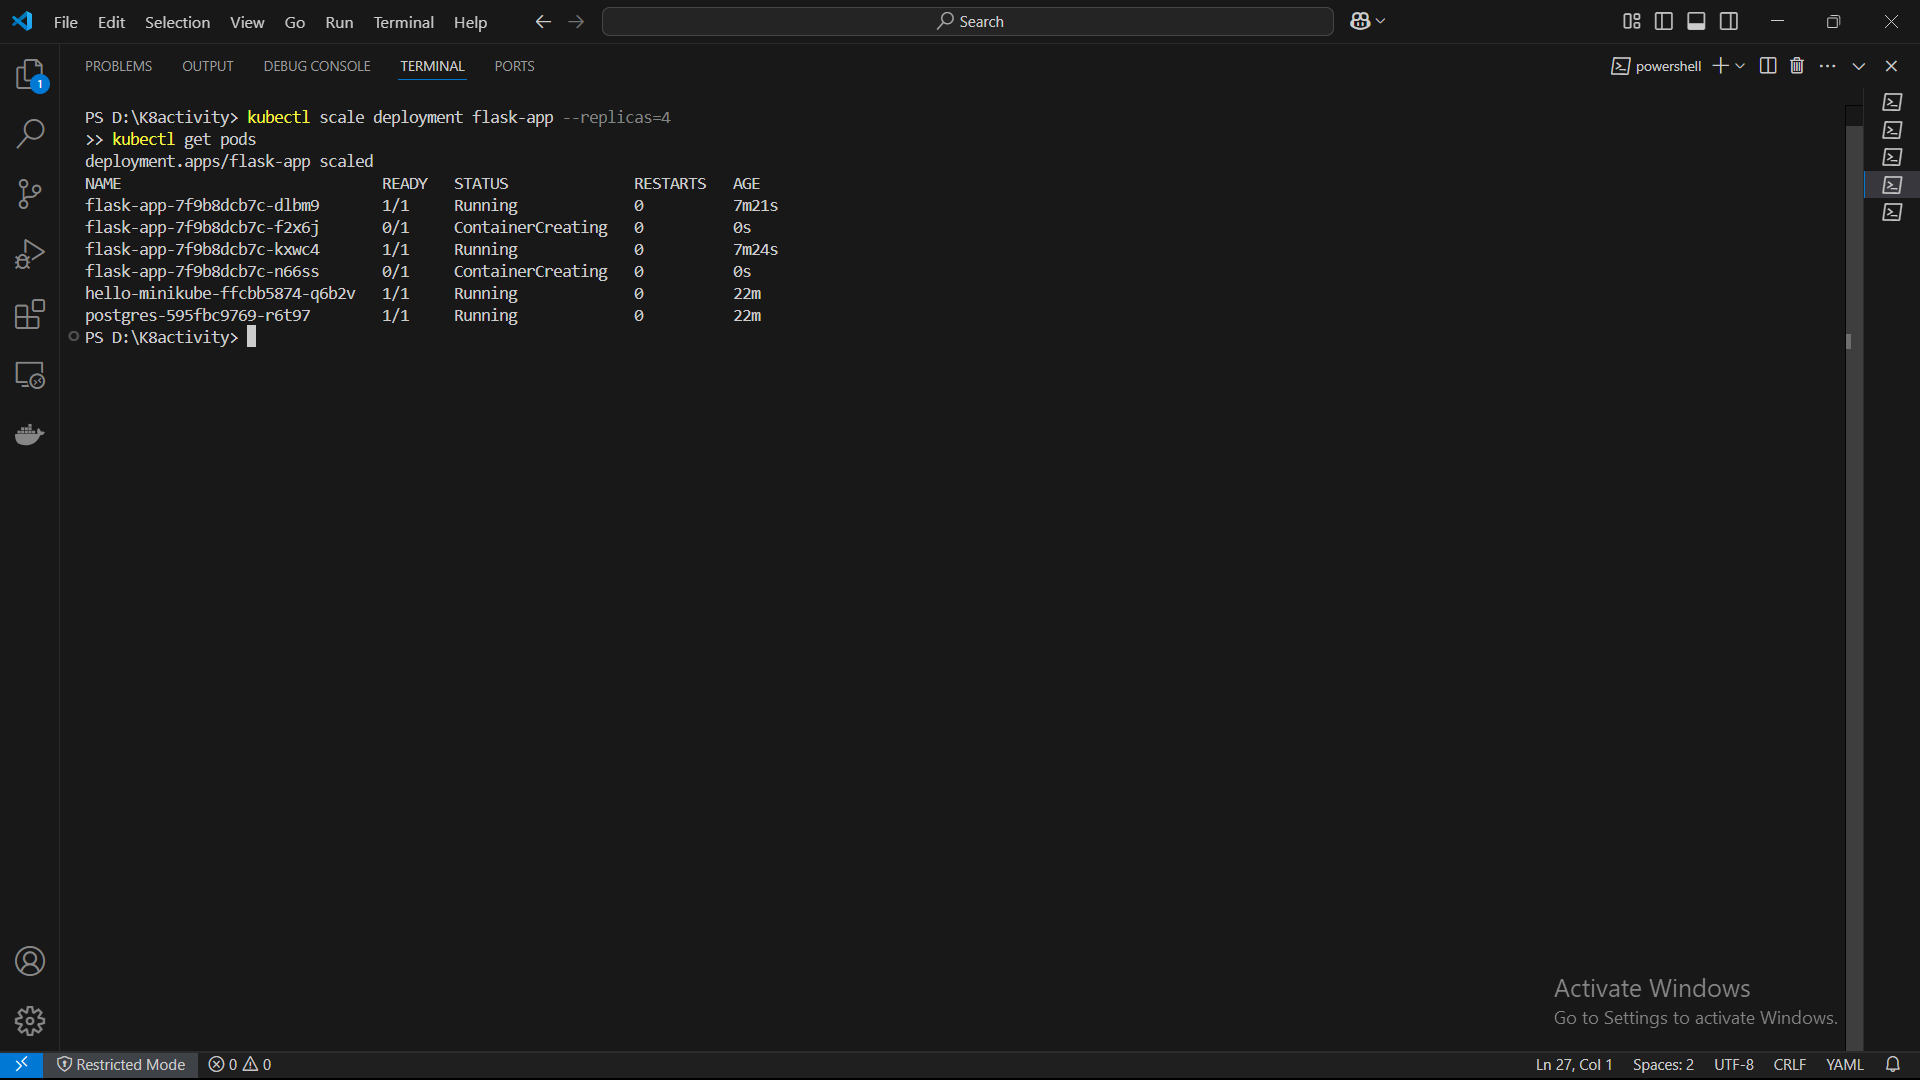 File Edit Selection View Go Run Terminal Help Search
1
PROBLEMS OUTPUT DEBUG CONSOLE TERMINAL PORTS powershell
PS D:\K8activity> kubectl scale deployment flask-app --replicas=4
>> kubectl get pods
deployment.apps/flask-app scaled
NAME READY STATUS RESTARTS AGE
flask-app-7f9b8dcb7c-dlbm9 1/1 Running 0 7m21s
flask-app-7f9b8dcb7c-f2x6j 0/1 ContainerCreating 0 0s
flask-app-7f9b8dcb7c-kxwc4 1/1 Running 0 7m24s
flask-app-7f9b8dcb7c-n66ss 0/1 ContainerCreating 0 0s
hello-minikube-ffcbb5874-q6b2v 1/1 Running 0 22m
postgres-595fbc9769-r6t97 1/1 Running 0 22m
PS D:\K8activity>
Activate Windows
Go to Settings to activate Windows.
Restricted Mode 0 0 Ln 27, Col 1 Spaces: 2 UTF-8 CRLF YAML